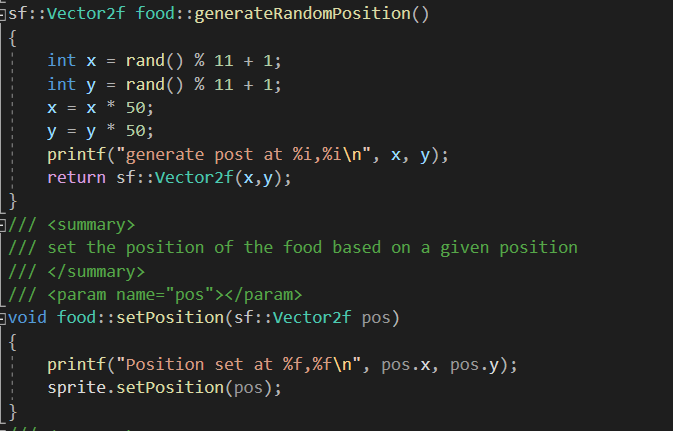 sf::Vector2f food::generateRandomPosition()
{
    int x = rand() % 11 + 1;
    int y = rand() % 11 + 1;
    x = x * 50;
    y = y * 50;
    printf("generate post at %i,%i\n", x, y);
    return sf::Vector2f(x,y);
}
/// <summary>
/// set the position of the food based on a given position
/// </summary>
/// <param name="pos"></param>
void food::setPosition(sf::Vector2f pos)
{
    printf("Position set at %f,%f\n", pos.x, pos.y);
    sprite.setPosition(pos);
}